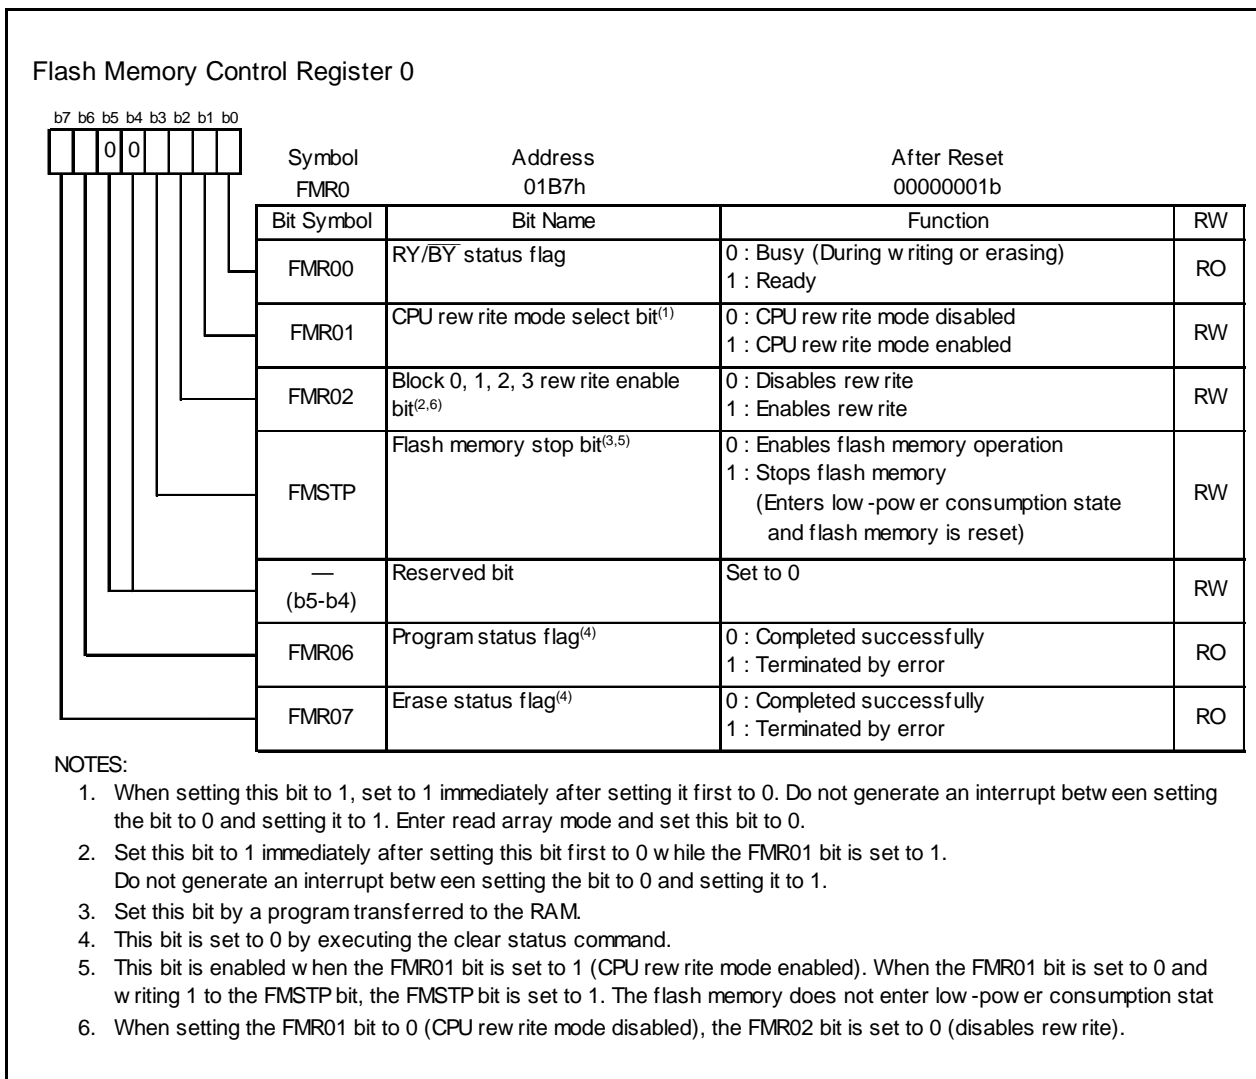 Flash Memory Control Register 0
b7 b6 b5 b4 b3 b2 b1 b0
0 0
Symbol Address After Reset
FMR0 01B7h 00000001b
Bit Symbol Bit Name Function RW
FMR00 RY/BY status flag 0 : Busy (During writing or erasing) RO
1 : Ready
FMR01 CPU rewrite mode select bit(1) 0 : CPU rewrite mode disabled RW
1 : CPU rewrite mode enabled
FMR02 Block 0, 1, 2, 3 rewrite enable 0 : Disables rewrite RW
bit(2,6) 1 : Enables rewrite
FMSTP Flash memory stop bit(3,5) 0 : Enables flash memory operation RW
1 : Stops flash memory
(Enters low-power consumption state
and flash memory is reset)
— Reserved bit Set to 0 RW
(b5-b4)
FMR06 Program status flag(4) 0 : Completed successfully RO
1 : Terminated by error
FMR07 Erase status flag(4) 0 : Completed successfully RO
1 : Terminated by error
NOTES:
1. When setting this bit to 1, set to 1 immediately after setting it first to 0. Do not generate an interrupt between setting
the bit to 0 and setting it to 1. Enter read array mode and set this bit to 0.
2. Set this bit to 1 immediately after setting this bit first to 0 while the FMR01 bit is set to 1.
Do not generate an interrupt between setting the bit to 0 and setting it to 1.
3. Set this bit by a program transferred to the RAM.
4. This bit is set to 0 by executing the clear status command.
5. This bit is enabled when the FMR01 bit is set to 1 (CPU rewrite mode enabled). When the FMR01 bit is set to 0 and
writing 1 to the FMSTP bit, the FMSTP bit is set to 1. The flash memory does not enter low-power consumption stat
6. When setting the FMR01 bit to 0 (CPU rewrite mode disabled), the FMR02 bit is set to 0 (disables rewrite).